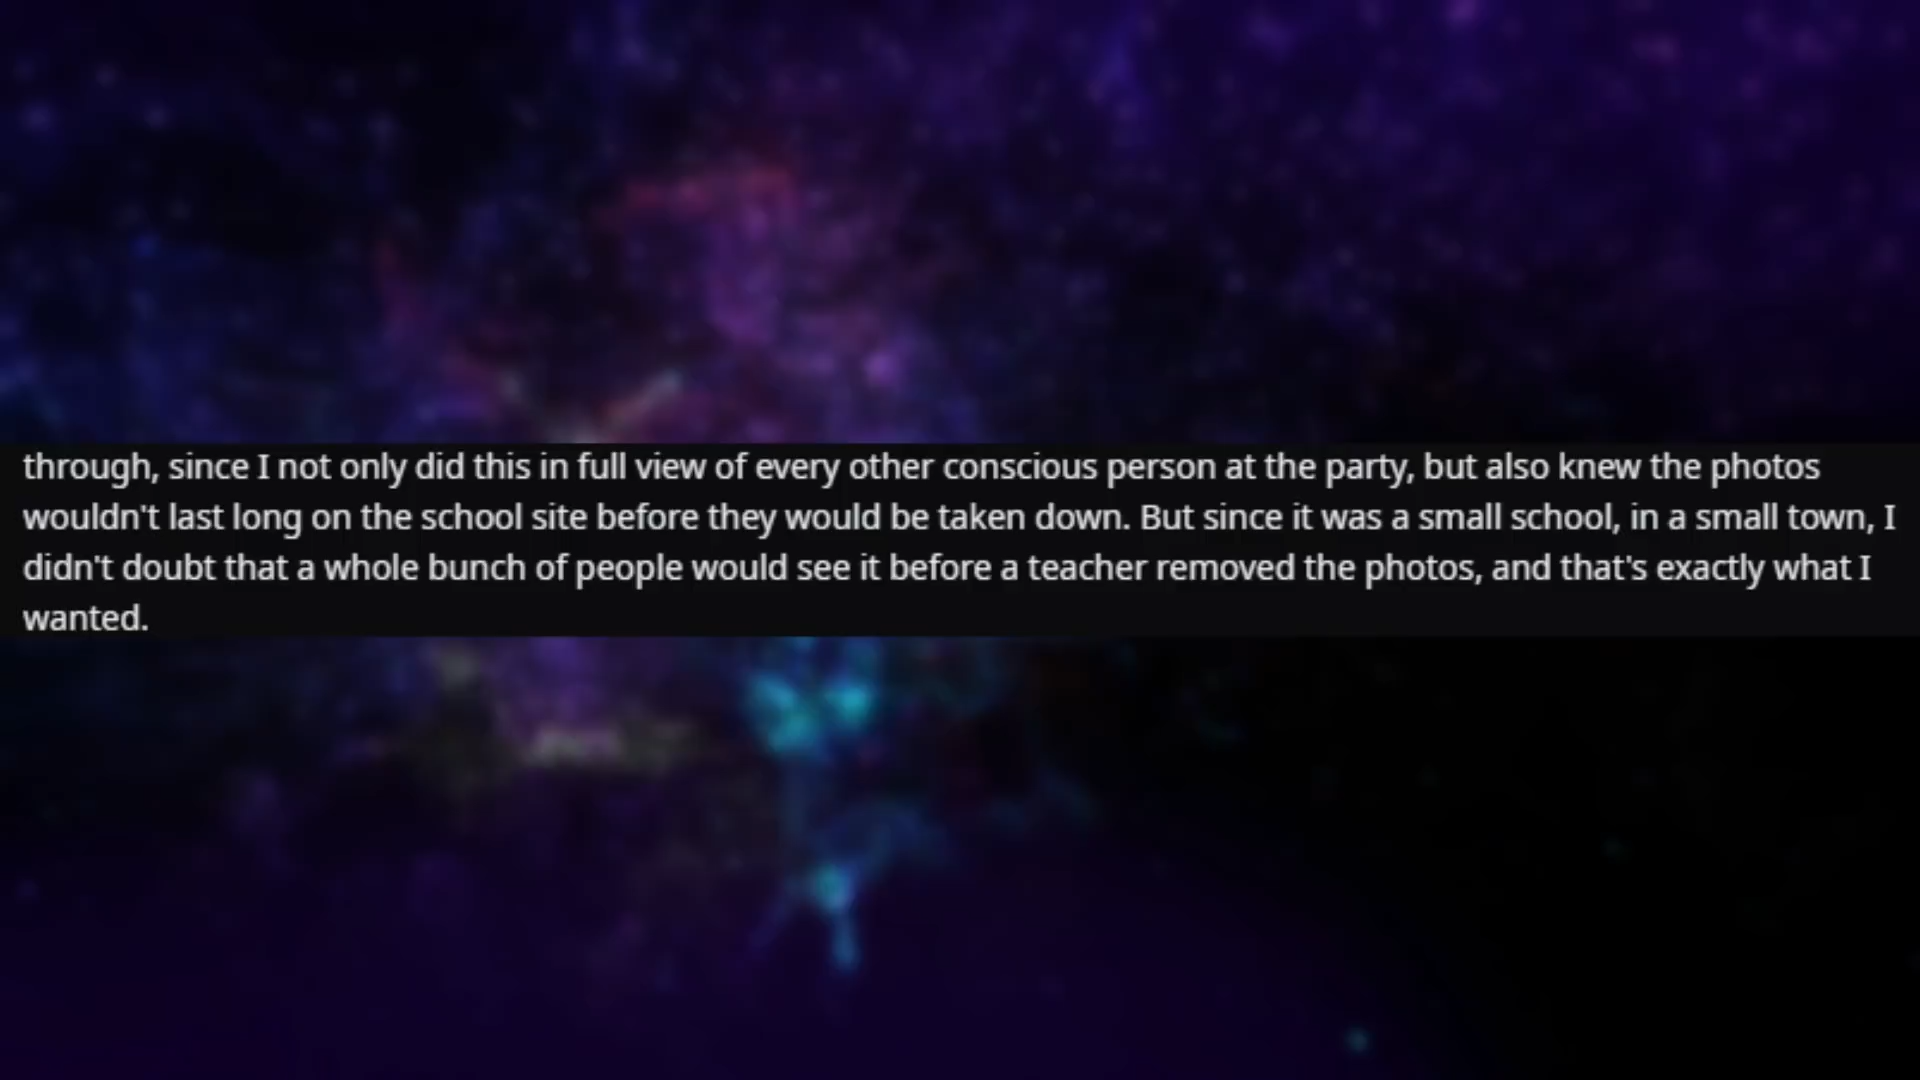 through, since I not only did this in full view of every other conscious person at the party, but also knew the photos
wouldn't last long on the school site before they would be taken down. But since it was a small school, in a small town, I
didn't doubt that a whole bunch of people would see it before a teacher removed the photos, and that's exactly what I
wanted.